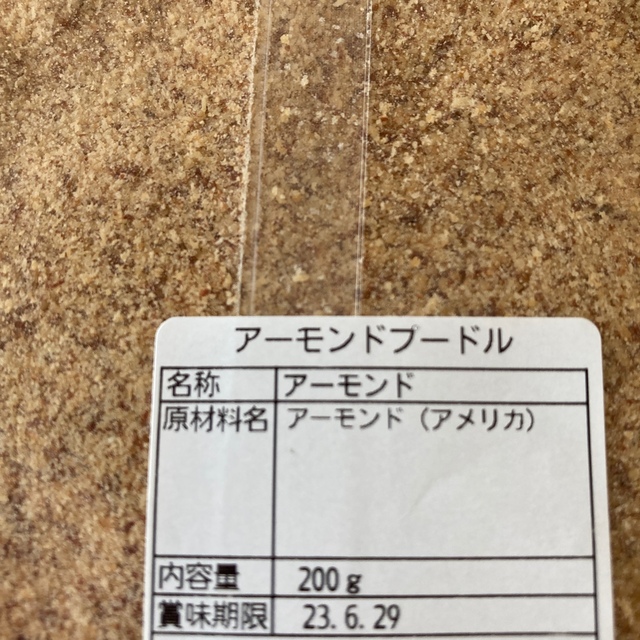 アーモンドプードル
名称 アーモンド
原材料名 アーモンド（アメリカ）
内容量 200g
賞味期限 23.6.29